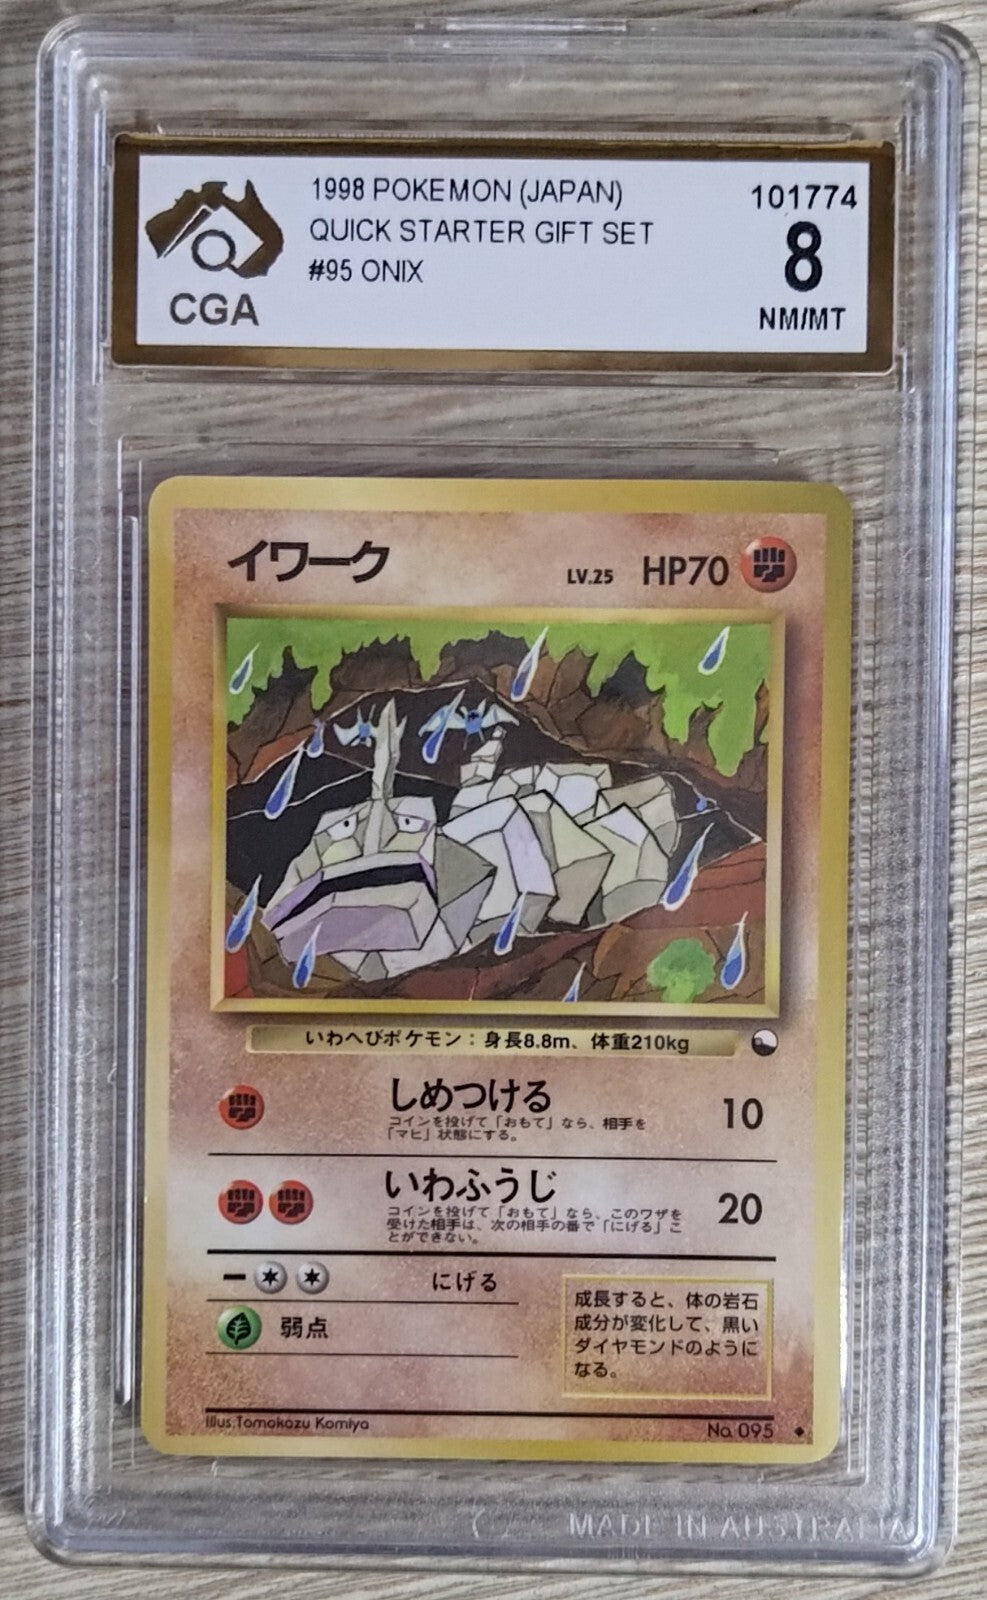 1998 POKEMON (JAPAN)
QUICK STARTER GIFT SET
#95 ONIX
CGA
101774
8
NM/MT
イワーク
LV.25 HP70
いわへびポケモン：身長8.8m、体重210kg
しめつける 10
コインを投げて「おもて」なら、相手を
「マヒ」状態にする。
いわふうじ 20
コインを投げて「おもて」なら、このワザを
受けた相手は、次の相手の番で「にげる」こ
とができない。
にげる
弱点
成長すると、体の岩石
成分が変化して、黒い
ダイヤモンドのように
なる。
Illus.Tomokazu Komiya
No. 095
MADE IN AUSTRALIA